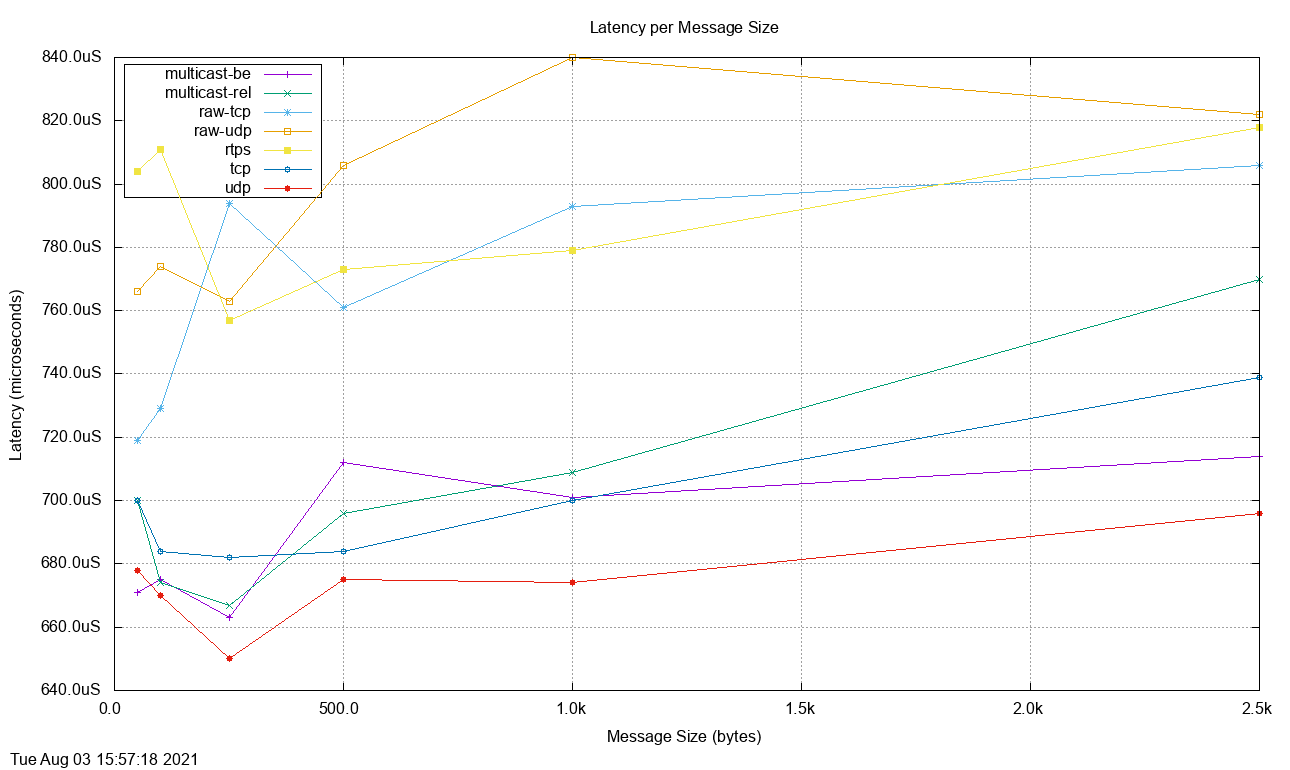 Latency per Message Size
840.0uS
820.0uS
800.0uS
780.0uS
760.0uS
740.0uS
720.0uS
700.0uS
680.0uS
660.0uS
640.0uS
multicast-be
multicast-rel
raw-tcp
raw-udp
rtps
tcp
udp
Latency (microseconds)
0.0 500.0 1.0k 1.5k 2.0k 2.5k
Message Size (bytes)
Tue Aug 03 15:57:18 2021